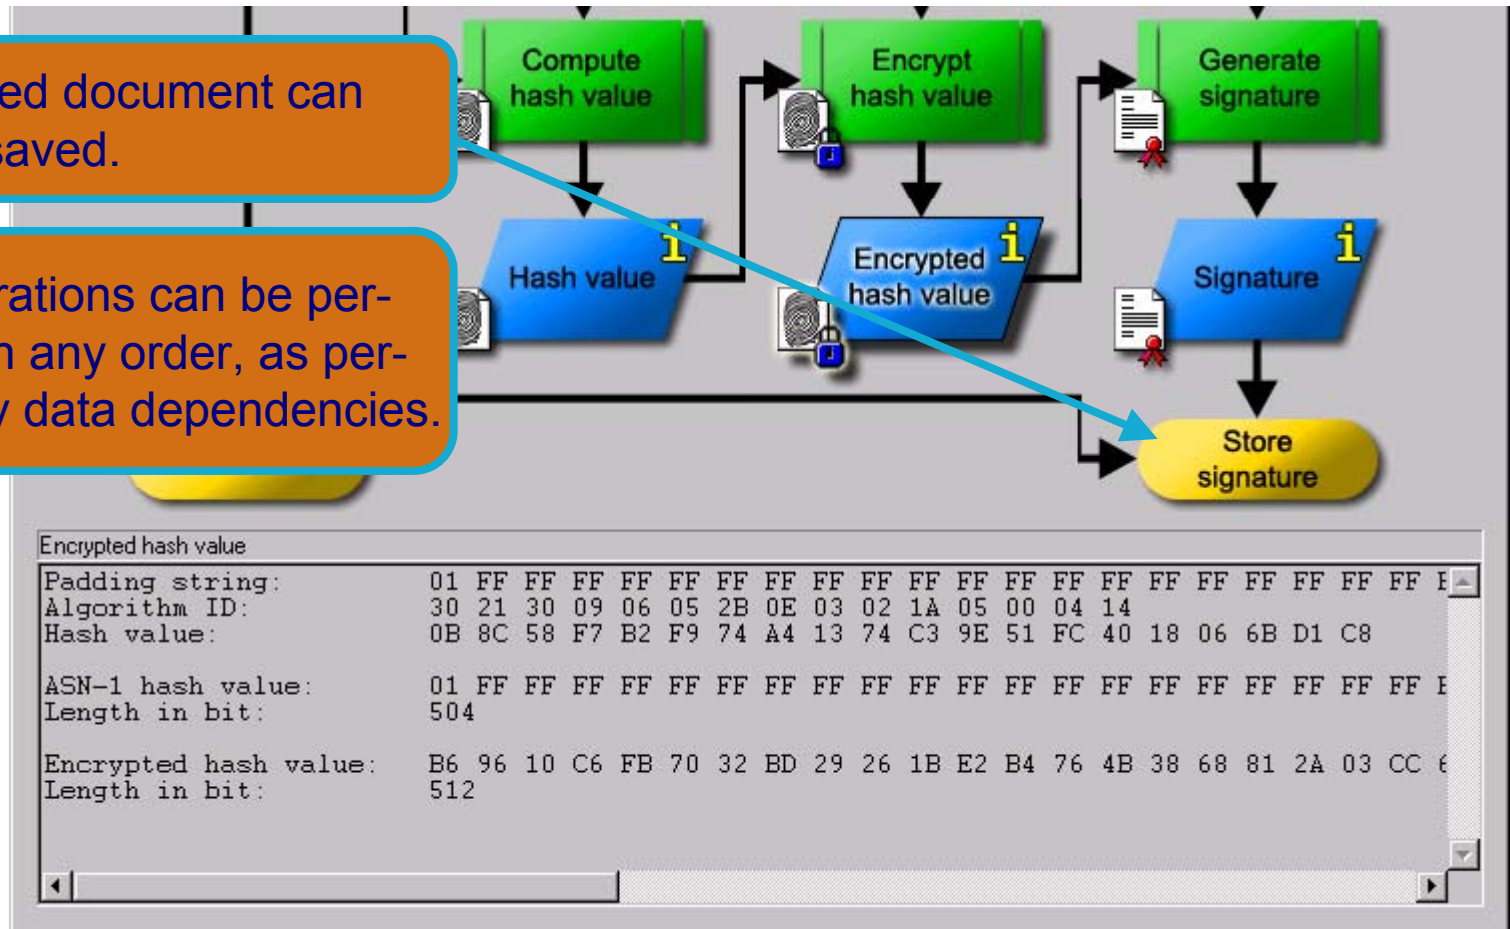 ed document can
saved.
rations can be per-
n any order, as per-
y data dependencies.
Compute
hash value
Encrypt
hash value
Generate
signature
Hash value
i
Encrypted
hash value
i
Signature
i
Store
signature
Encrypted hash value
Padding string: 01 FF FF FF FF FF FF FF FF FF FF FF FF FF FF FF FF FF FF FF FF
Algorithm ID: 30 21 30 09 06 05 2B 0E 03 02 1A 05 00 04 14
Hash value: 0B 8C 58 F7 B2 F9 74 A4 13 74 C3 9E 51 FC 40 18 06 6B D1 C8
ASN-1 hash value: 01 FF FF FF FF FF FF FF FF FF FF FF FF FF FF FF FF FF FF FF FF
Length in bit: 504
Encrypted hash value: B6 96 10 C6 FB 70 32 BD 29 26 1B E2 B4 76 4B 38 68 81 2A 03 CC
Length in bit: 512